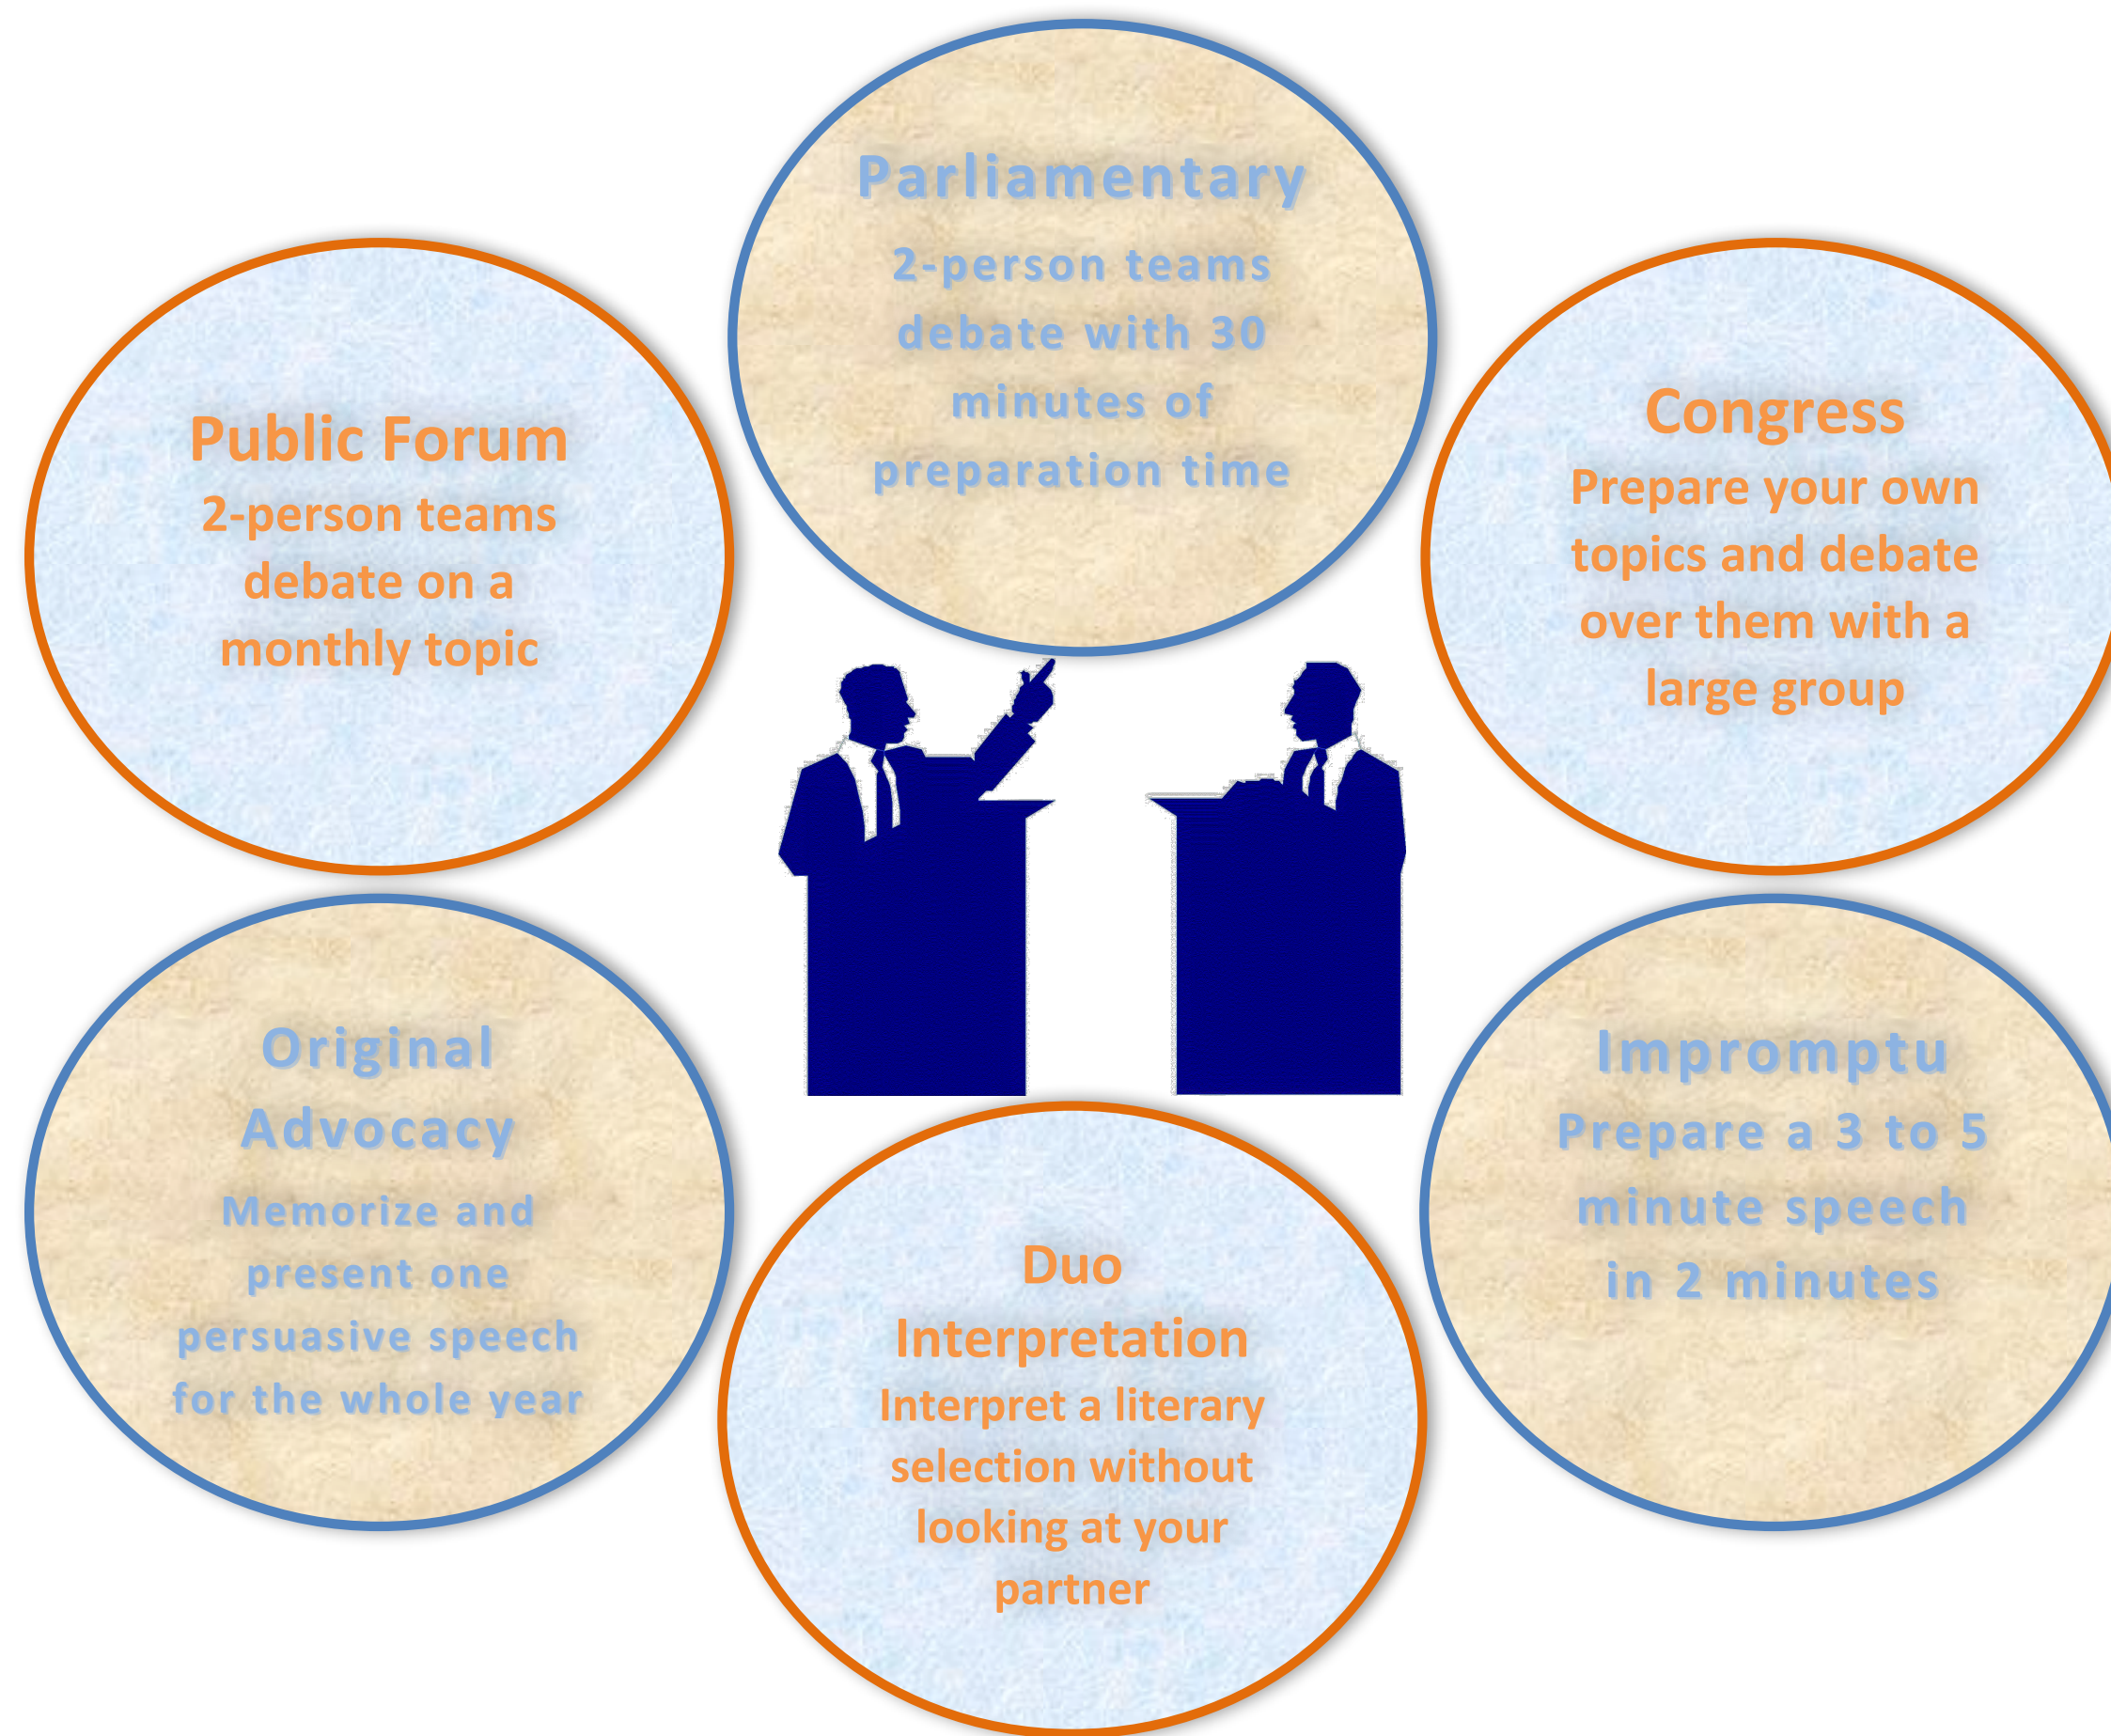 Parliamentary
2-person teams
debate with 30
minutes of
preparation time
Public Forum
2-person teams
debate on a
monthly topic
Congress
Prepare your own
topics and debate
over them with a
large group
Original
Advocacy
Memorize and
present one
persuasive speech
for the whole year
Impromptu
Prepare a 3 to 5
minute speech
in 2 minutes
Duo
Interpretation
Interpret a literary
selection without
looking at your
partner